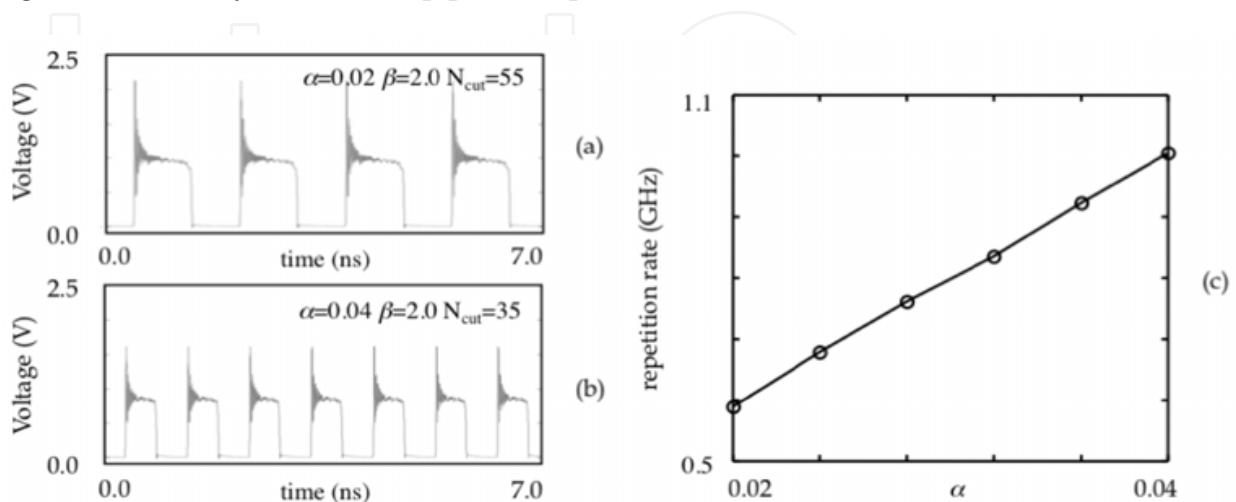 2.5
Voltage (V)
0.0
α=0.02 β=2.0 Ncut=55
0.0
time (ns)
7.0
(a)
2.5
Voltage (V)
0.0
α=0.04 β=2.0 Ncut=35
0.0
time (ns)
7.0
(b)
1.1
repetition rate (GHz)
0.5
0.02
α
0.04
(c)